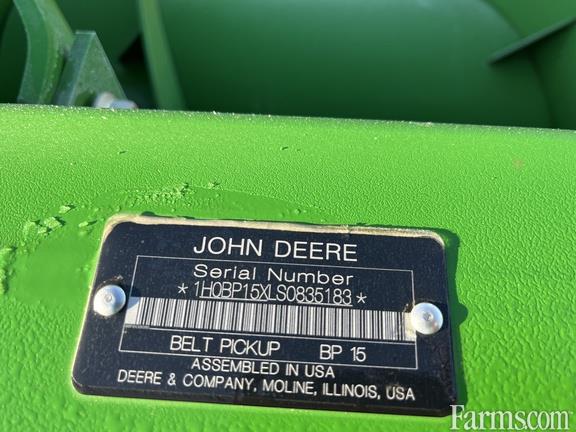 JOHN DEERE
Serial Number
*1H0BP15XLS0835183*
BELT PICKUP BP 15
ASSEMBLED IN USA
DEERE & COMPANY, MOLINE, ILLINOIS, USA
Farms.com